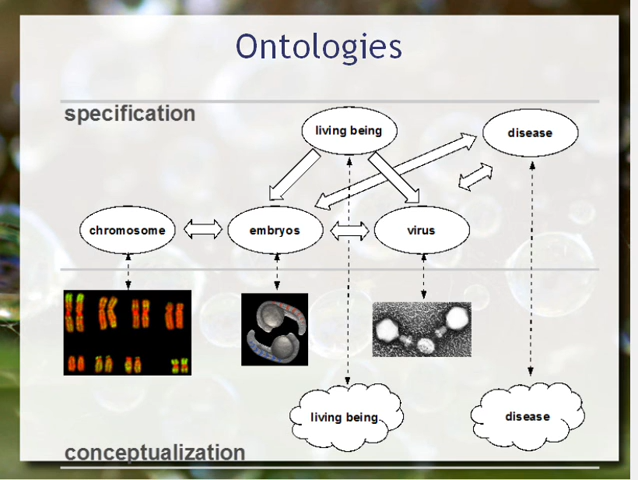 Ontologies
specification
living being
disease
chromosome
embryos
virus
living being
disease
conceptualization